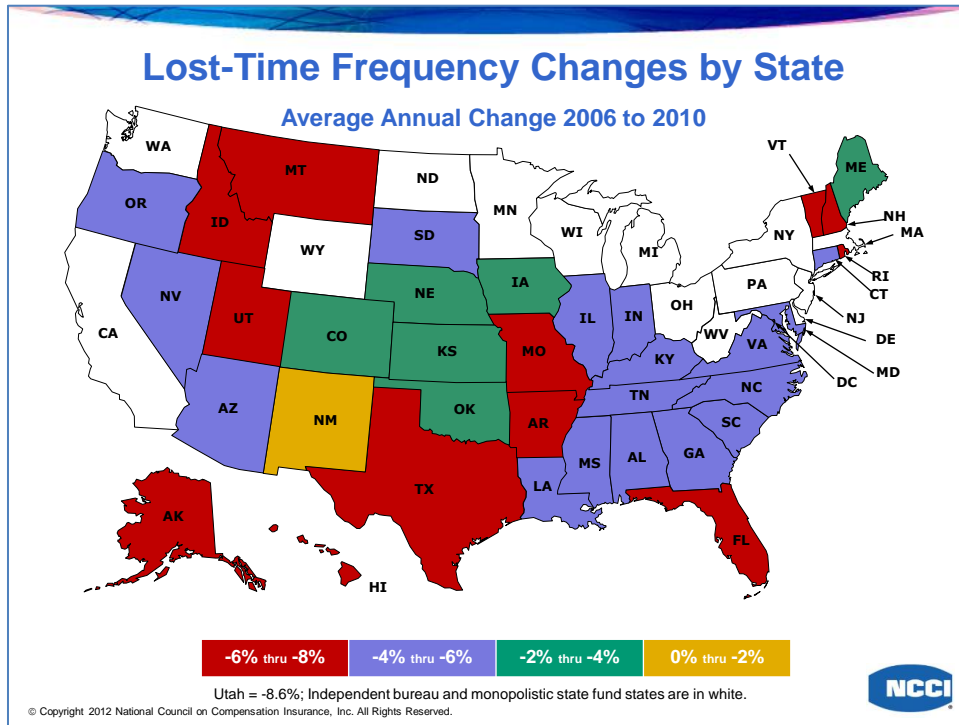 Lost-Time Frequency Changes by State
Average Annual Change 2006 to 2010
WA
MT
ND
MN
VT
ME
OR
ID
SD
WI
MI
NY
NH
MA
WY
RI
CT
NV
NE
IA
PA
NJ
CA
UT
CO
IL
IN
OH
WV
DE
KS
MO
KY
VA
MD
DC
AZ
NM
OK
AR
TN
NC
SC
TX
LA
MS
AL
GA
AK
HI
FL
-6% thru -8%
-4% thru -6%
-2% thru -4%
0% thru -2%
Utah = -8.6%; Independent bureau and monopolistic state fund states are in white.
© Copyright 2012 National Council on Compensation Insurance, Inc. All Rights Reserved.
NCCI